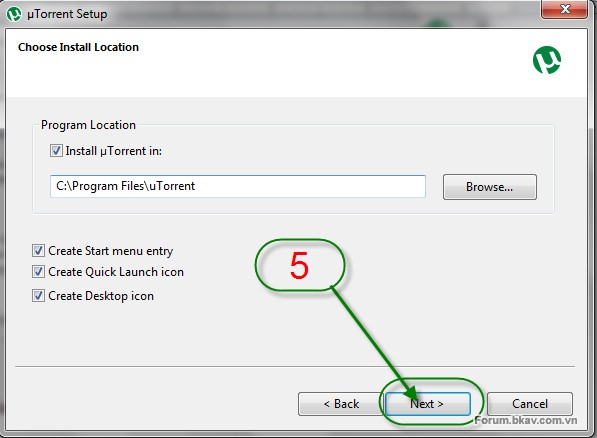 µTorrent Setup
Choose Install Location
Program Location
Install µTorrent in:
C:\Program Files\uTorrent
Browse...
Create Start menu entry
Create Quick Launch icon
Create Desktop icon
5
< Back
Next >
Cancel
Forum.bkav.com.vn